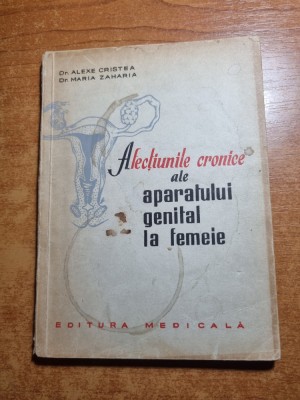 Dr. ALEXE CRISTEA
Dr. MARIA ZAHARIA
Afecțiunile cronice
ale
aparatului
genital
la femeie
EDITURA MEDICALĂ